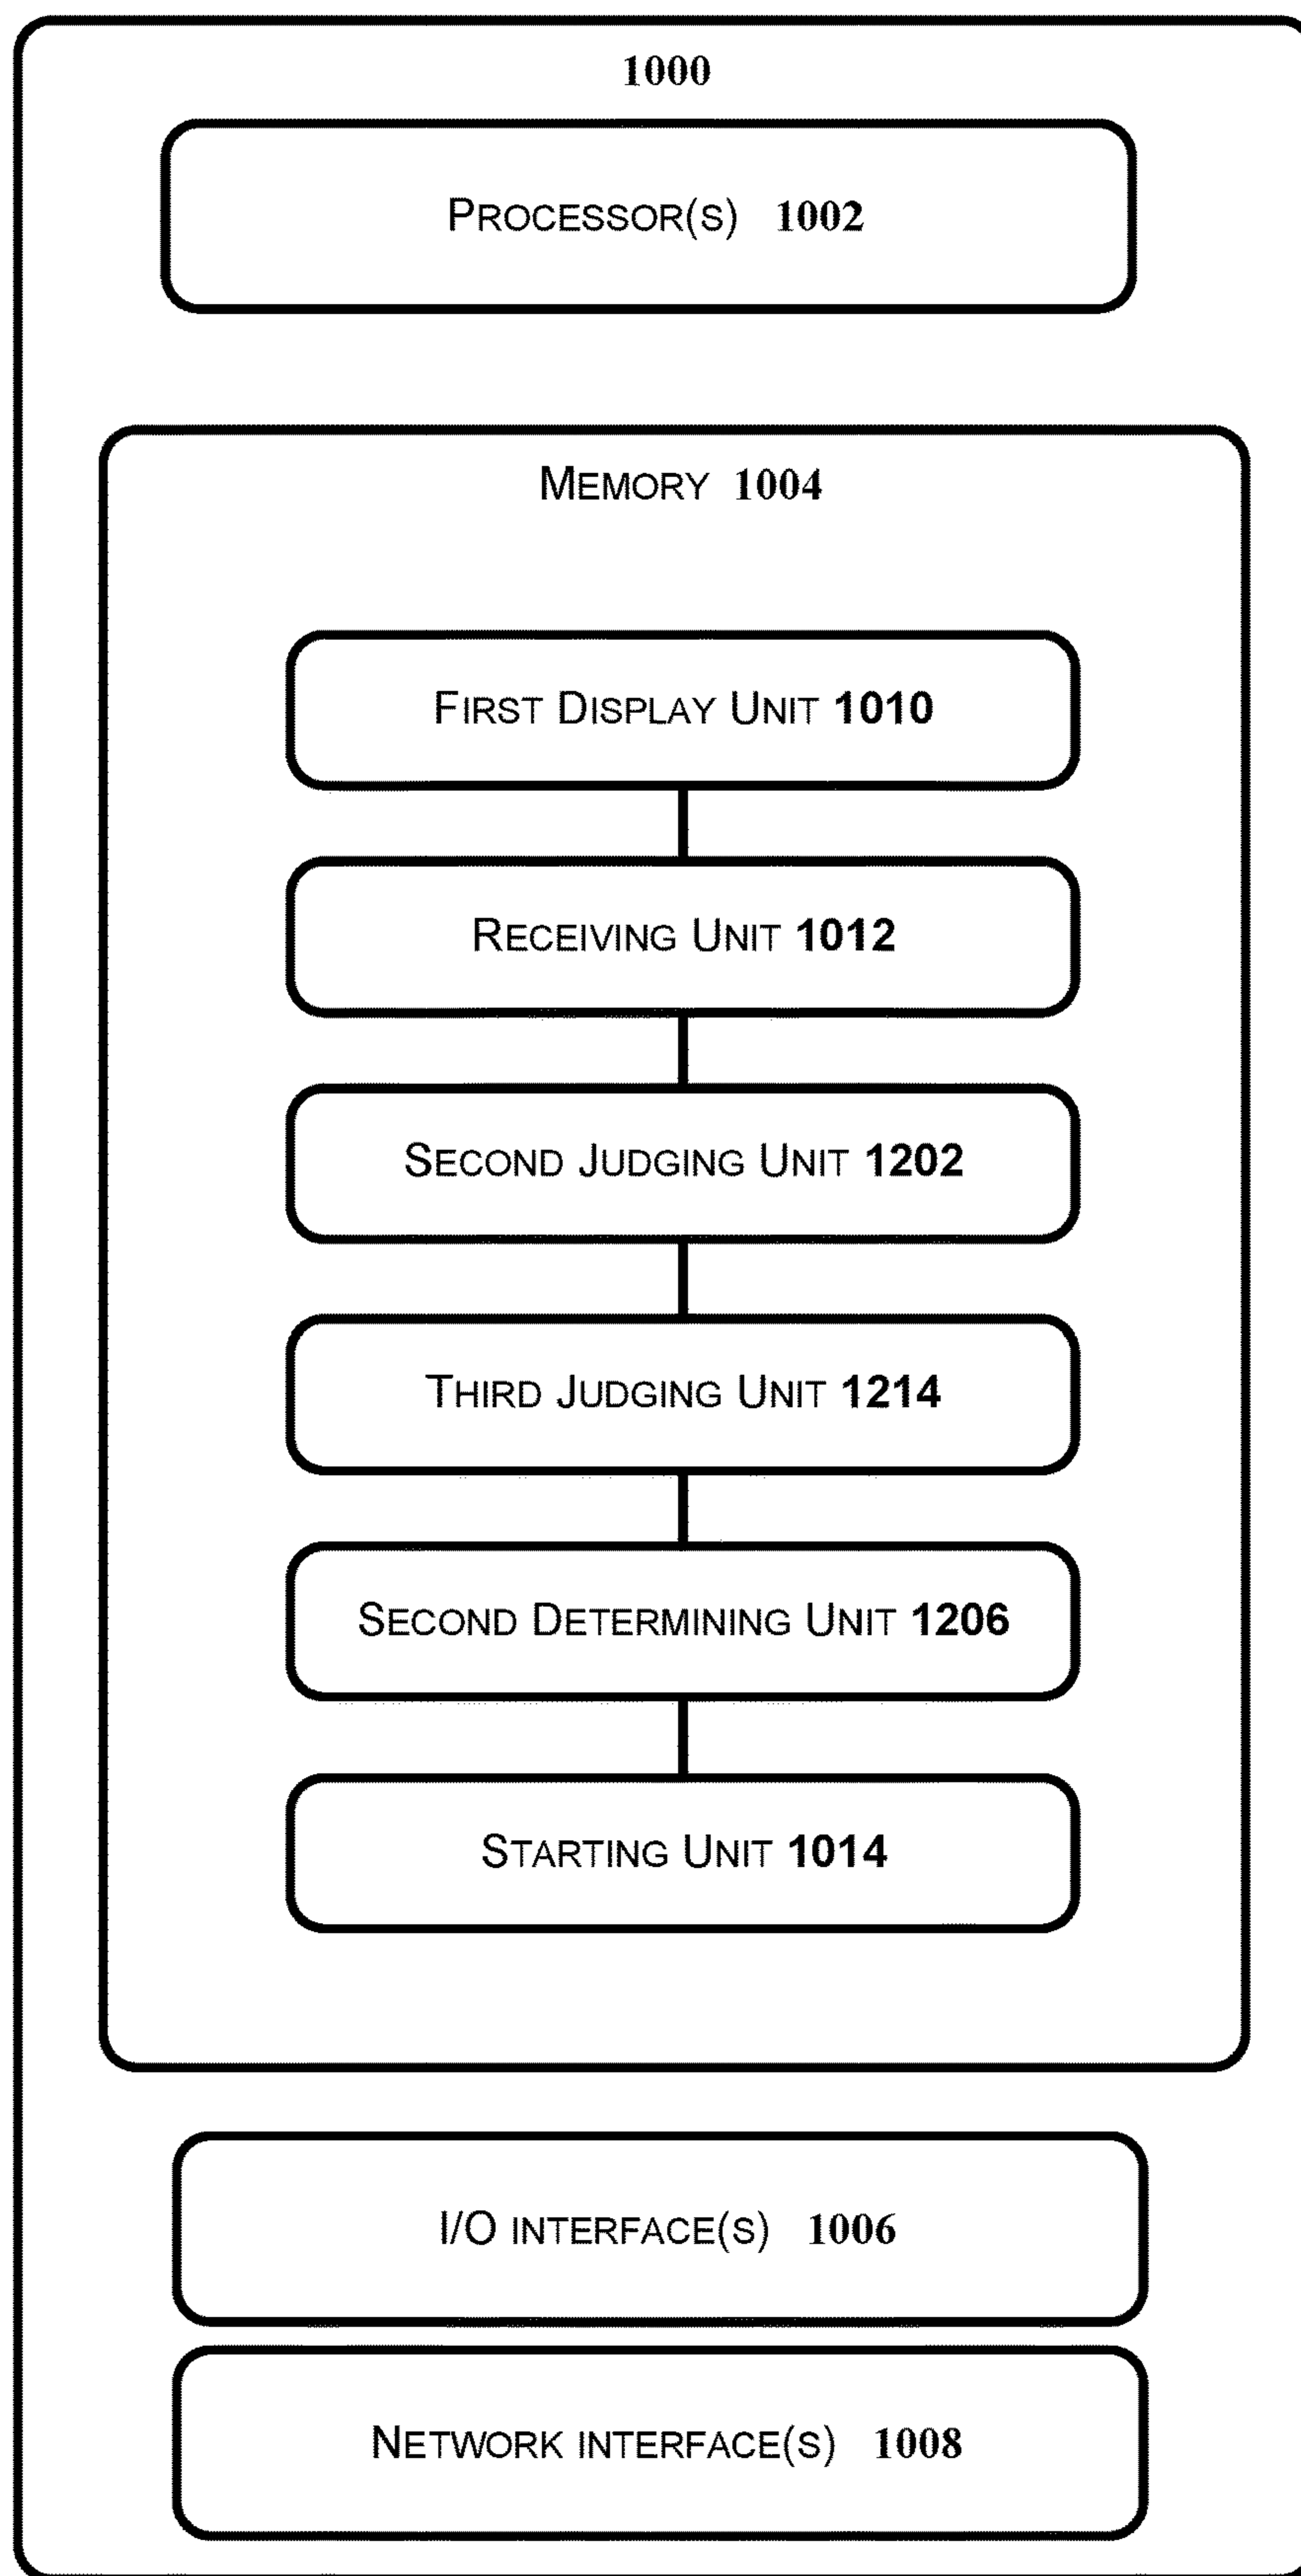 1000
PROCESSOR(S) 1002
MEMORY 1004
FIRST DISPLAY UNIT 1010
RECEIVING UNIT 1012
SECOND JUDGING UNIT 1202
THIRD JUDGING UNIT 1214
SECOND DETERMINING UNIT 1206
STARTING UNIT 1014
I/O INTERFACE(S) 1006
NETWORK INTERFACE(S) 1008